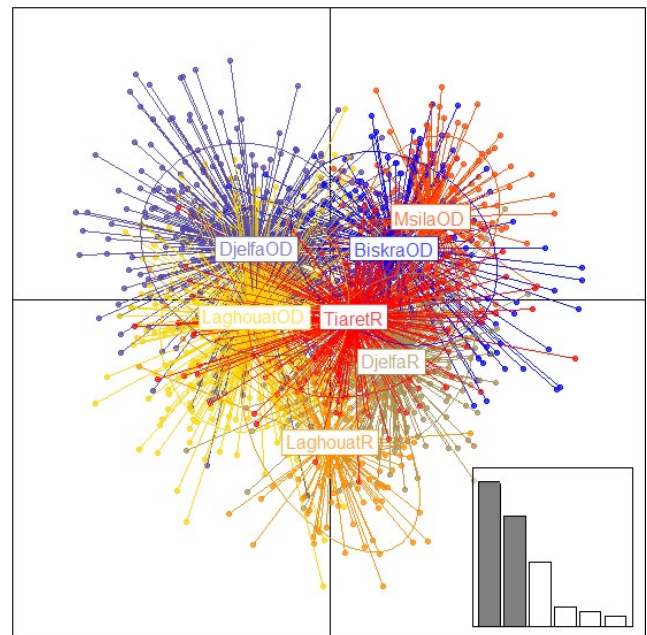 MsilaOD
DjelfaOD
BiskraOD
LaghouatOD
TiaretR
DjelfaR
LaghouatR